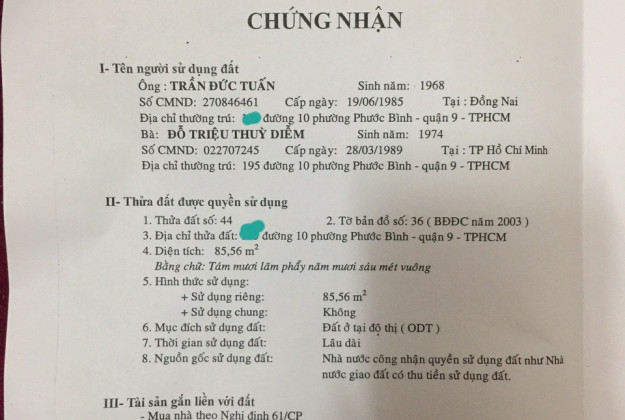 CHỨNG NHẬN
I- Tên người sử dụng đất
Ông : TRẦN ĐỨC TUẤN Sinh năm: 1968
Số CMND: 270846461 Cấp ngày: 19/06/1985 Tại : Đồng Nai
Địa chỉ thường trú: đường 10 phường Phước Bình - quận 9 - TPHCM
Bà: ĐỖ TRIỆU THUỲ DIỄM Sinh năm: 1974
Số CMND: 022707245 Cấp ngày: 28/03/1989 Tại : TP Hồ Chí Minh
Địa chỉ thường trú: 195 đường 10 phường Phước Bình - quận 9 - TPHCM
II- Thửa đất được quyền sử dụng
1. Thửa đất số: 44 2. Tờ bản đồ số: 36 ( BĐĐC năm 2003 )
3. Địa chỉ thửa đất: đường 10 phường Phước Bình - quận 9 - TPHCM
4. Diện tích: 85,56 m²
Bằng chữ: Tám mươi lăm phẩy năm mươi sáu mét vuông
5. Hình thức sử dụng:
+ Sử dụng riêng: 85,56 m²
+ Sử dụng chung: Không
6. Mục đích sử dụng đất: Đất ở tại đô thị ( ODT )
7. Thời gian sử dụng đất: Lâu dài
8. Nguồn gốc sử dụng đất: Nhà nước công nhận quyền sử dụng đất như Nhà
nước giao đất có thu tiền sử dụng đất.
III- Tài sản gắn liền với đất
- Mua nhà theo Nghị định 61/CP